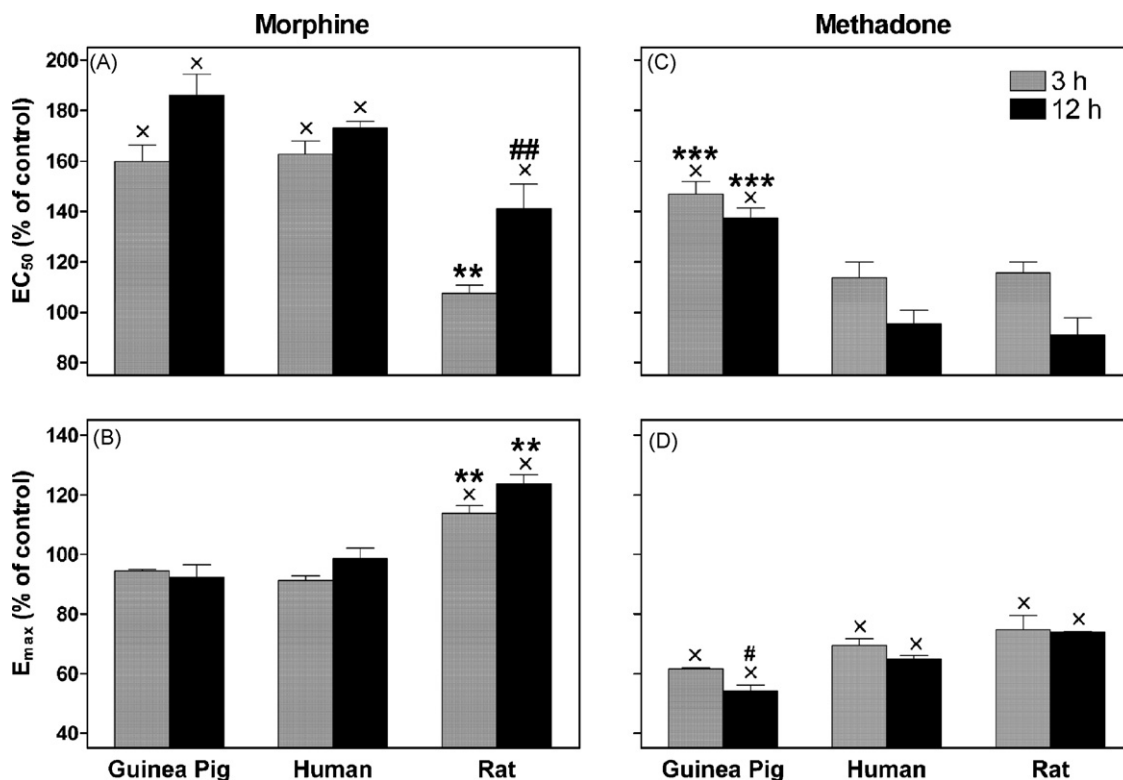 Morphine
Methadone
(A)
200
180
160
140
120
100
80
EC50 (% of control)
×
×
×
×
**
##
×
(C)
3 h
12 h
***
×
***
×
(B)
140
120
100
80
60
40
Emax (% of control)
**
×
**
×
(D)
×
#
×
×
×
×
×
Guinea Pig Human Rat
Guinea Pig Human Rat